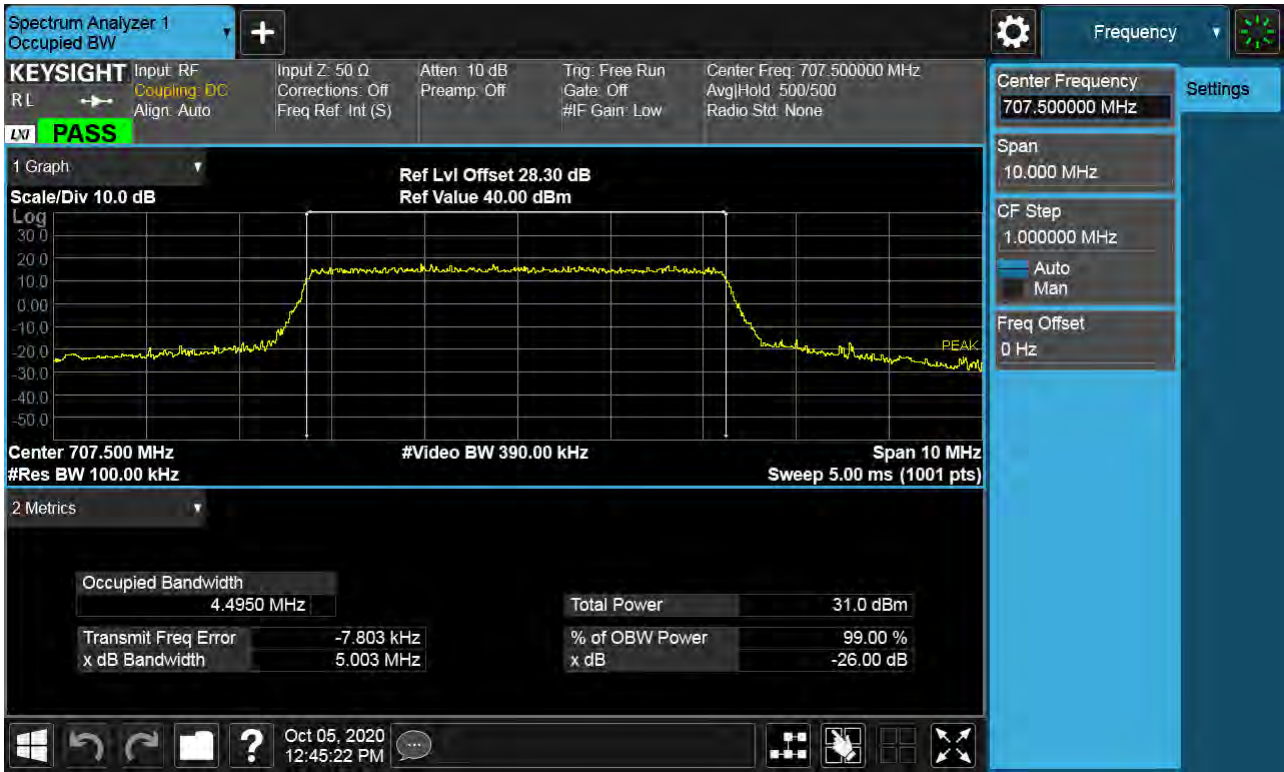 Spectrum Analyzer 1
Occupied BW
+
Frequency
KEYSIGHT
RL
LXI
PASS
Input: RF
Coupling: DC
Align: Auto
Input Z: 50 Ω
Corrections: Off
Freq Ref: Int (S)
Atten: 10 dB
Preamp: Off
Trig: Free Run
Gate: Off
#IF Gain: Low
Center Freq: 707.500000 MHz
Avg|Hold: 500/500
Radio Std: None
Center Frequency
707.500000 MHz
Settings
Span
10.000 MHz
CF Step
1.000000 MHz
Auto
Man
Freq Offset
0 Hz
1 Graph
Scale/Div 10.0 dB
Ref Lvl Offset 28.30 dB
Ref Value 40.00 dBm
Log
30.0
20.0
10.0
0.00
-10.0
-20.0
-30.0
-40.0
-50.0
PEAK
Center 707.500 MHz
#Video BW 390.00 kHz
Span 10 MHz
#Res BW 100.00 kHz
Sweep 5.00 ms (1001 pts)
2 Metrics
Occupied Bandwidth
4.4950 MHz
Total Power 31.0 dBm
Transmit Freq Error -7.803 kHz
% of OBW Power 99.00 %
x dB Bandwidth 5.003 MHz
x dB -26.00 dB
?
Oct 05, 2020
12:45:22 PM